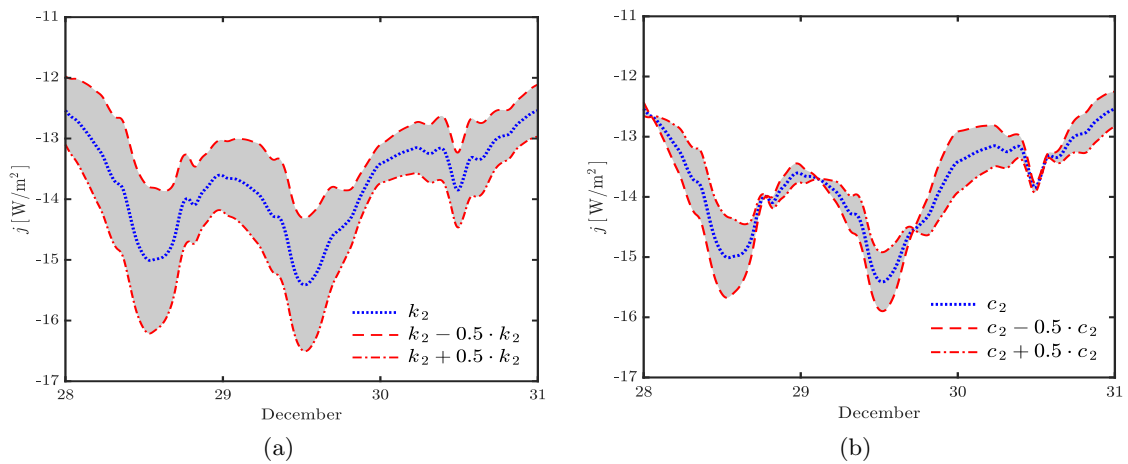 -11
-12
-13
-14
-15
-16
-17
j [W/m²]
28
29
30
31
December
k₂
k₂ − 0.5 · k₂
k₂ + 0.5 · k₂
(a)
-11
-12
-13
-14
-15
-16
-17
j [W/m²]
28
29
30
31
December
c₂
c₂ − 0.5 · c₂
c₂ + 0.5 · c₂
(b)